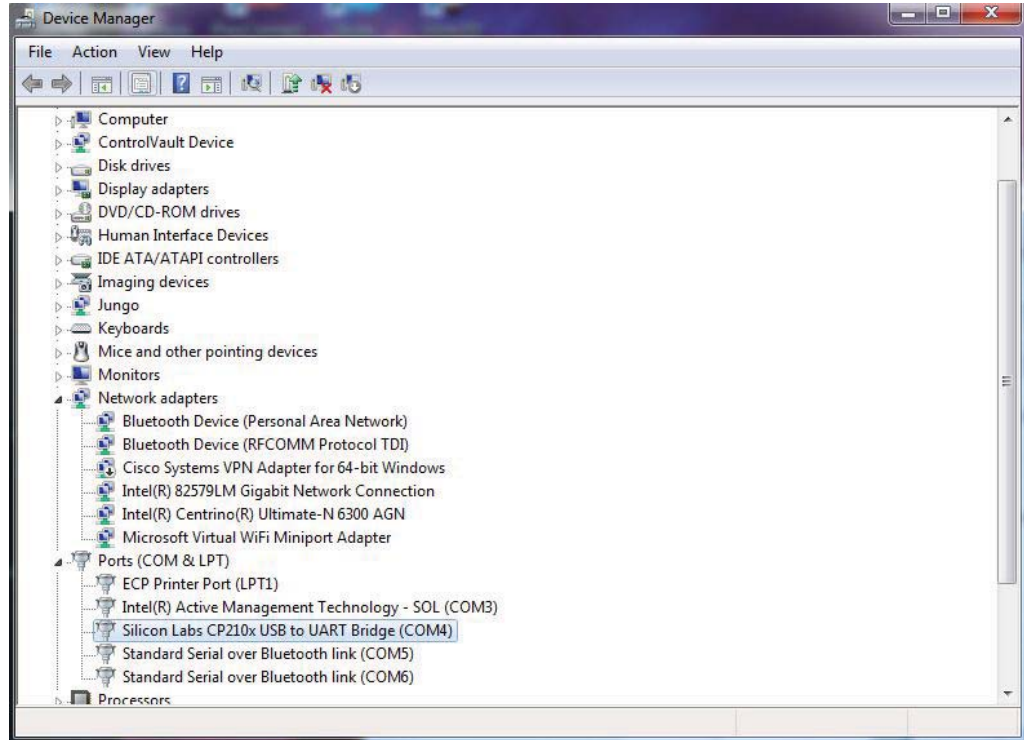 Device Manager
File Action View Help
Computer
ControlVault Device
Disk drives
Display adapters
DVD/CD-ROM drives
Human Interface Devices
IDE ATA/ATAPI controllers
Imaging devices
Jungo
Keyboards
Mice and other pointing devices
Monitors
Network adapters
Bluetooth Device (Personal Area Network)
Bluetooth Device (RFCOMM Protocol TDI)
Cisco Systems VPN Adapter for 64-bit Windows
Intel(R) 82579LM Gigabit Network Connection
Intel(R) Centrino(R) Ultimate-N 6300 AGN
Microsoft Virtual WiFi Miniport Adapter
Ports (COM & LPT)
ECP Printer Port (LPT1)
Intel(R) Active Management Technology - SOL (COM3)
Silicon Labs CP210x USB to UART Bridge (COM4)
Standard Serial over Bluetooth link (COM5)
Standard Serial over Bluetooth link (COM6)
Processors